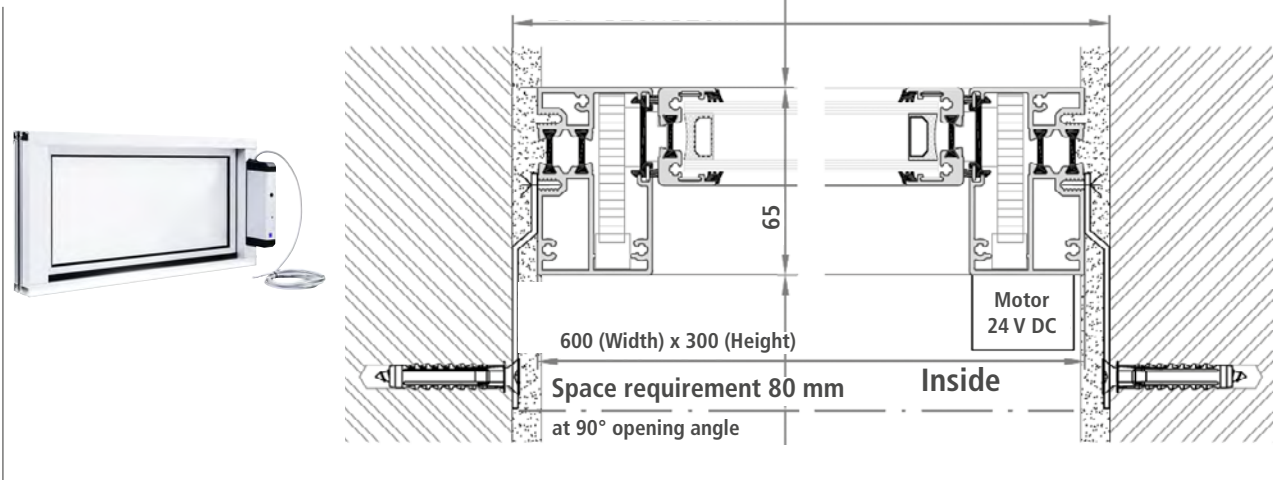 65
Motor
24 V DC
600 (Width) x 300 (Height)
Space requirement 80 mm
Inside
at 90° opening angle